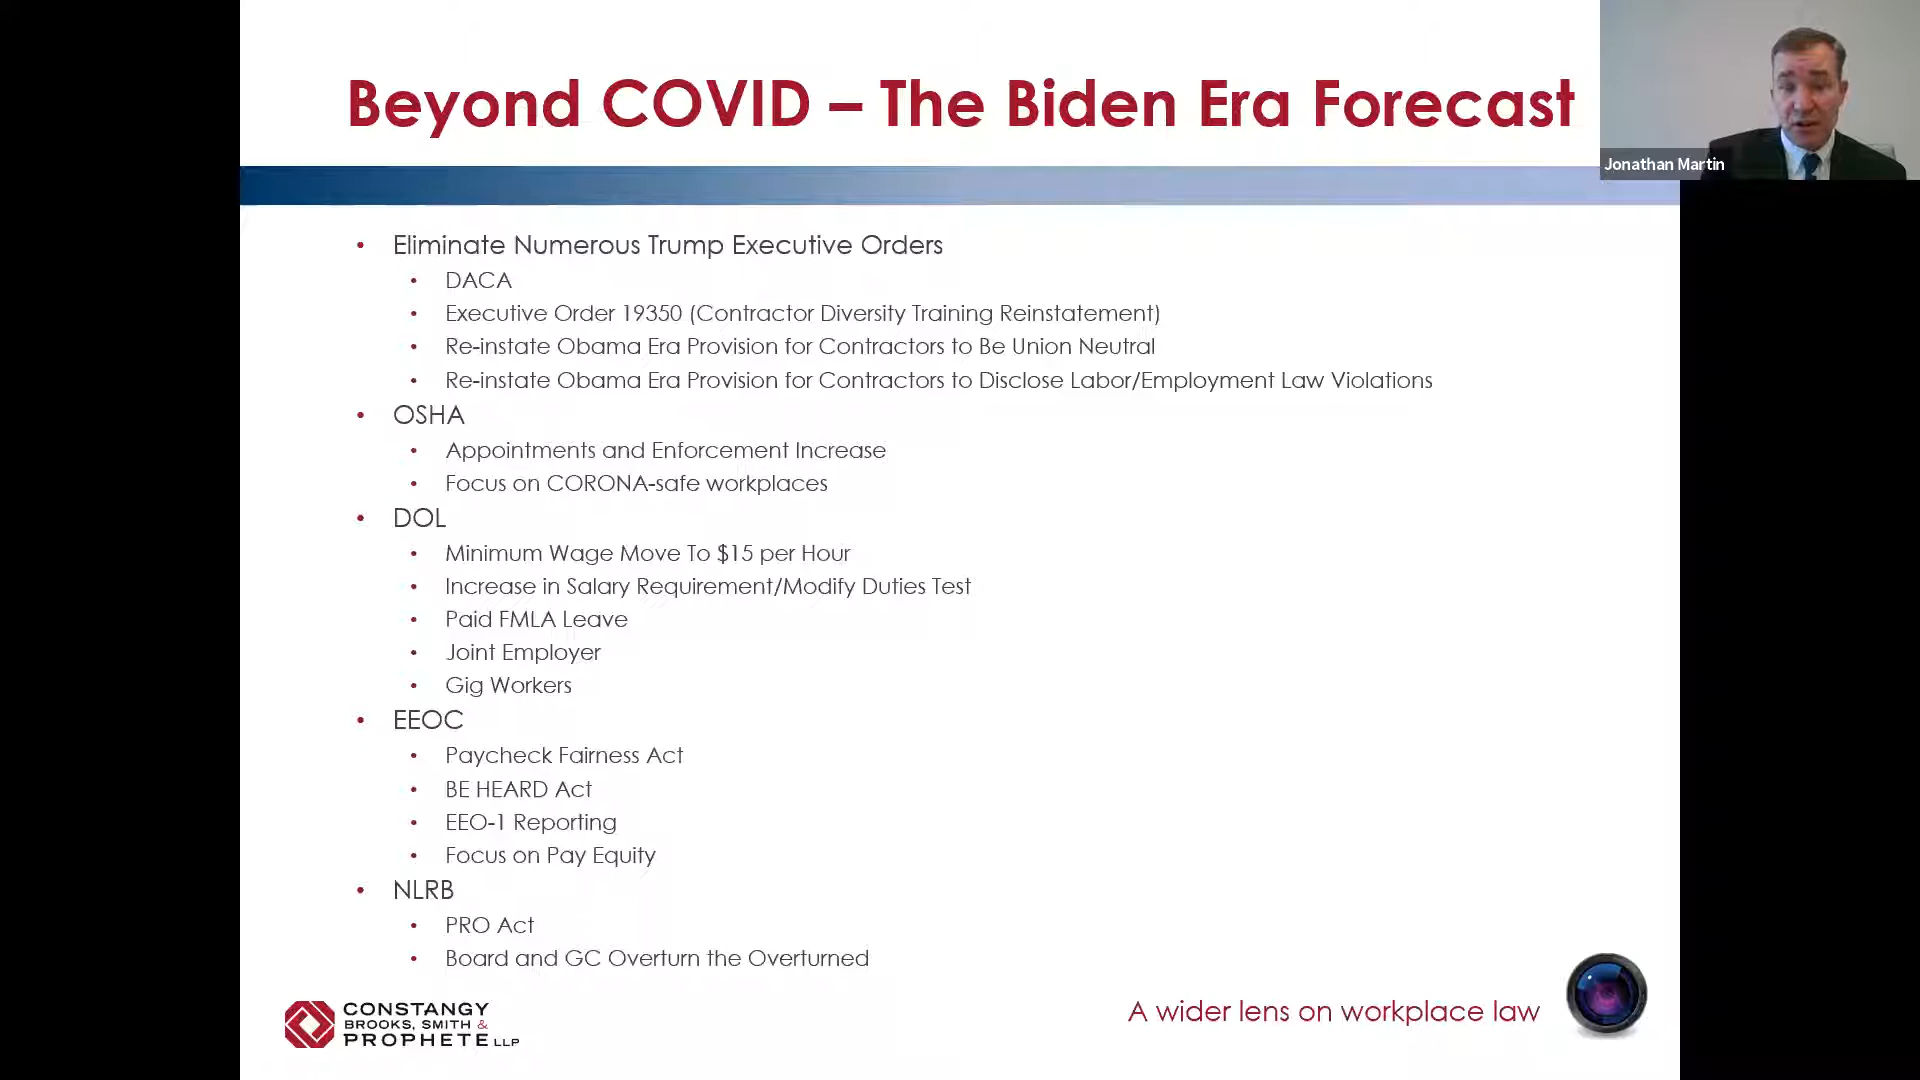 Beyond COVID – The Biden Era Forecast
Jonathan Martin
• Eliminate Numerous Trump Executive Orders
• DACA
• Executive Order 19350 (Contractor Diversity Training Reinstatement)
• Re-instate Obama Era Provision for Contractors to Be Union Neutral
• Re-instate Obama Era Provision for Contractors to Disclose Labor/Employment Law Violations
• OSHA
• Appointments and Enforcement Increase
• Focus on CORONA-safe workplaces
• DOL
• Minimum Wage Move To $15 per Hour
• Increase in Salary Requirement/Modify Duties Test
• Paid FMLA Leave
• Joint Employer
• Gig Workers
• EEOC
• Paycheck Fairness Act
• BE HEARD Act
• EEO-1 Reporting
• Focus on Pay Equity
• NLRB
• PRO Act
• Board and GC Overturn the Overturned
CONSTANGY
BROOKS, SMITH &
PROPHETE LLP
A wider lens on workplace law